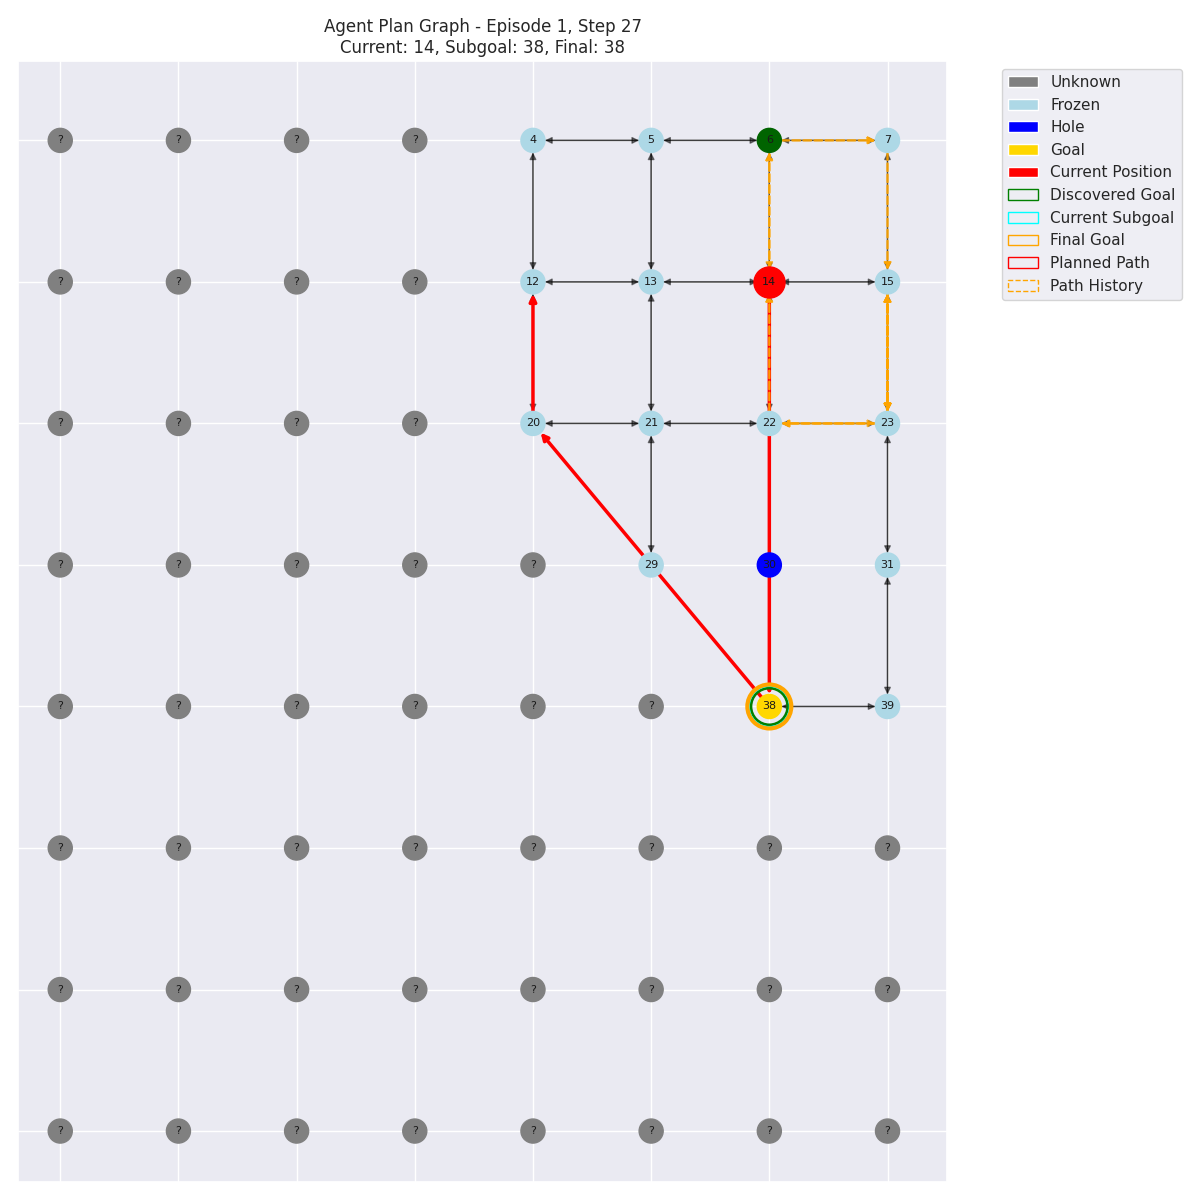 Agent Plan Graph - Episode 1, Step 27
Current: 14, Subgoal: 38, Final: 38
Unknown
Frozen
Hole
Goal
Current Position
Discovered Goal
Current Subgoal
Final Goal
Planned Path
Path History
? ? ? ? 4 5 6 7
? ? ? ? 12 13 14 15
? ? ? ? 20 21 22 23
? ? ? ? ? 29 30 31
? ? ? ? ? ? 38 39
? ? ? ? ? ? ? ?
? ? ? ? ? ? ? ?
? ? ? ? ? ? ? ?